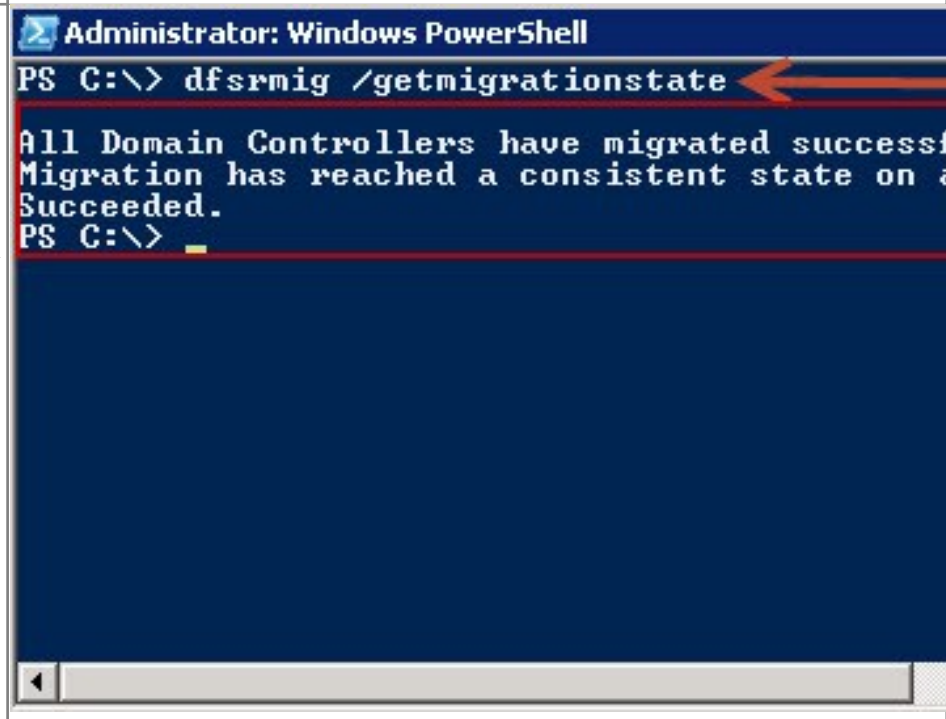 Administrator: Windows PowerShell
PS C:\> dfsrmig /getmigrationstate
All Domain Controllers have migrated
Migration has reached a consistent state on
Succeeded.
PS C:\>